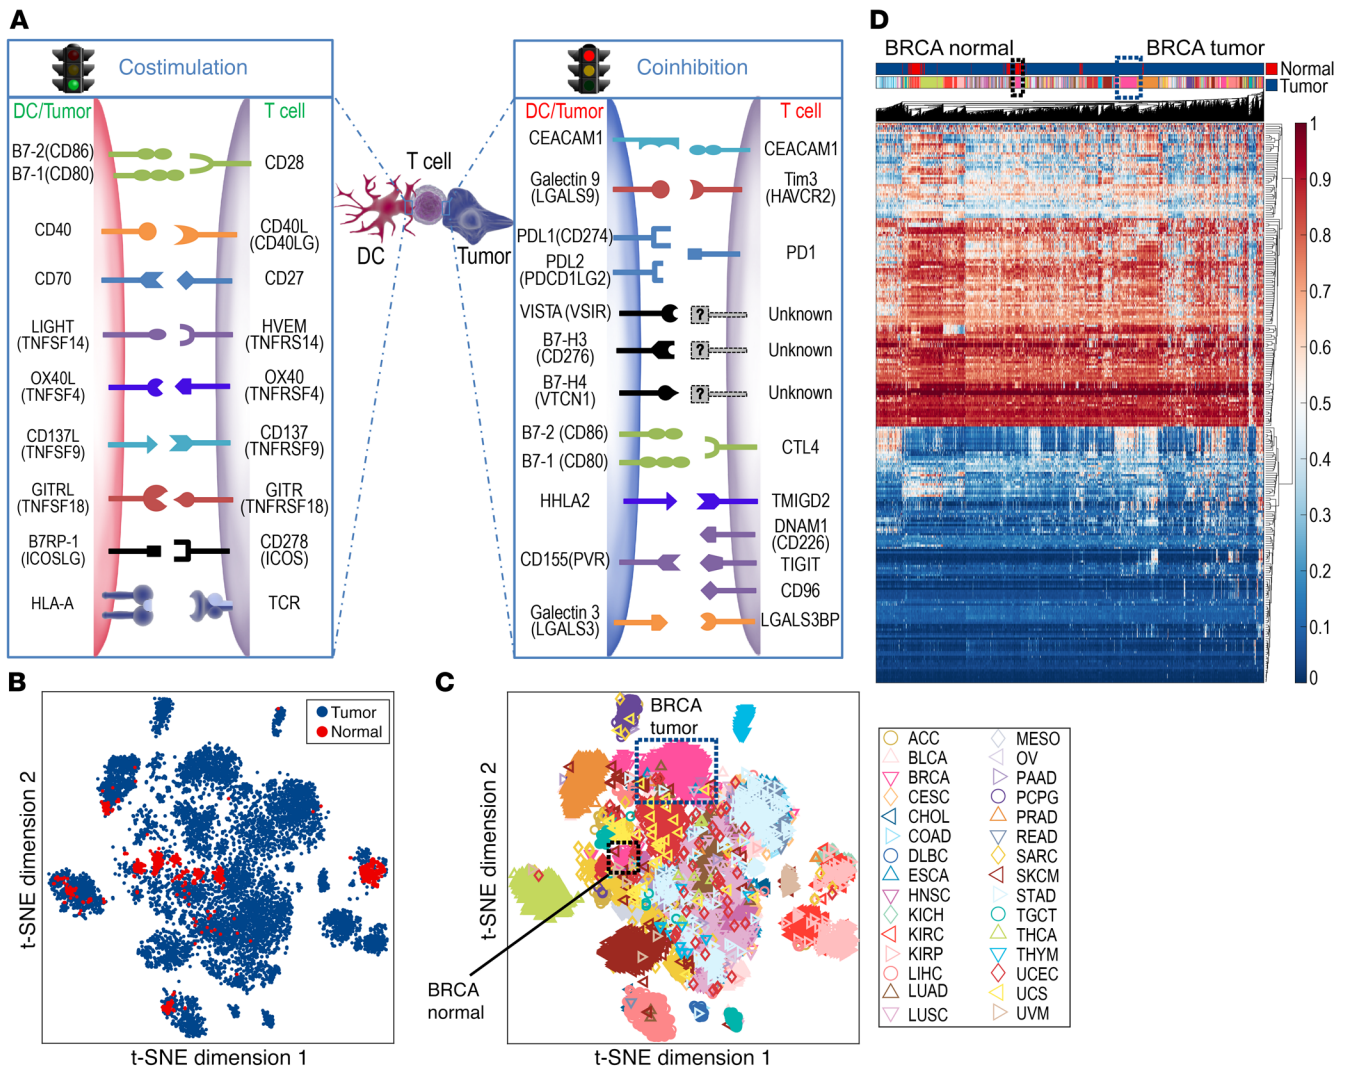 A
D
Costimulation
DC/Tumor
T cell
B7-2(CD86)
B7-1(CD80)
CD28
CD40
CD40L
(CD40LG)
CD70
CD27
LIGHT
(TNFSF14)
HVEM
(TNFRS14)
OX40L
(TNFSF4)
OX40
(TNFRSF4)
CD137L
(TNFSF9)
CD137
(TNFRSF9)
GITRL
(TNFSF18)
GITR
(TNFRSF18)
B7RP-1
(ICOSLG)
CD278
(ICOS)
HLA-A
TCR
T cell
DC
Tumor
Coinhibition
DC/Tumor
T cell
CEACAM1
CEACAM1
Galectin 9
(LGALS9)
Tim3
(HAVCR2)
PDL1(CD274)
PDL2
(PDCD1LG2)
PD1
VISTA (VSIR)
?
Unknown
B7-H3
(CD276)
?
Unknown
B7-H4
(VTCN1)
?
Unknown
B7-2 (CD86)
B7-1 (CD80)
CTL4
HHLA2
TMIGD2
DNAM1
(CD226)
CD155(PVR)
TIGIT
CD96
Galectin 3
(LGALS3)
LGALS3BP
BRCA normal
BRCA tumor
Normal
Tumor
1
0.9
0.8
0.7
0.6
0.5
0.4
0.3
0.2
0.1
0
B
Tumor
Normal
t-SNE dimension 2
t-SNE dimension 1
C
BRCA
tumor
BRCA
normal
t-SNE dimension 2
t-SNE dimension 1
ACC
BLCA
BRCA
CESC
CHOL
COAD
DLBC
ESCA
HNSC
KICH
KIRC
KIRP
LIHC
LUAD
LUSC
MESO
OV
PAAD
PCPG
PRAD
READ
SARC
SKCM
STAD
TGCT
THCA
THYM
UCEC
UCS
UVM